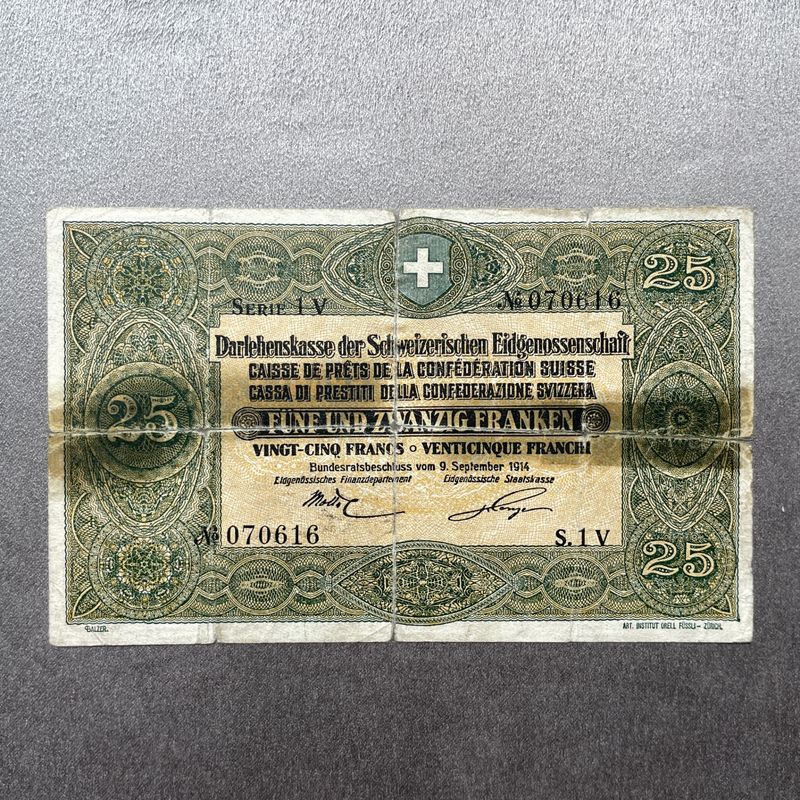 25
SERIE 1 V
№ 070616
Darlehenskasse der Schweizerischen Eidgenossenschaft
CAISSE DE PRÊTS DE LA CONFÉDÉRATION SUISSE
CASSA DI PRESTITI DELLA CONFEDERAZIONE SVIZZERA
25
FÜNF UND ZWANZIG FRANKEN
VINGT-CINQ FRANCS ∘ VENTICINQUE FRANCHI
Bundesratsbeschluss vom 9. September 1914
Eidgenössisches Finanzdepartement
Eidgenössische Staatskasse
№ 070616
S. 1 V
25
BALZER.
ART. INSTITUT ORELL FÜSSLI – ZÜRICH.